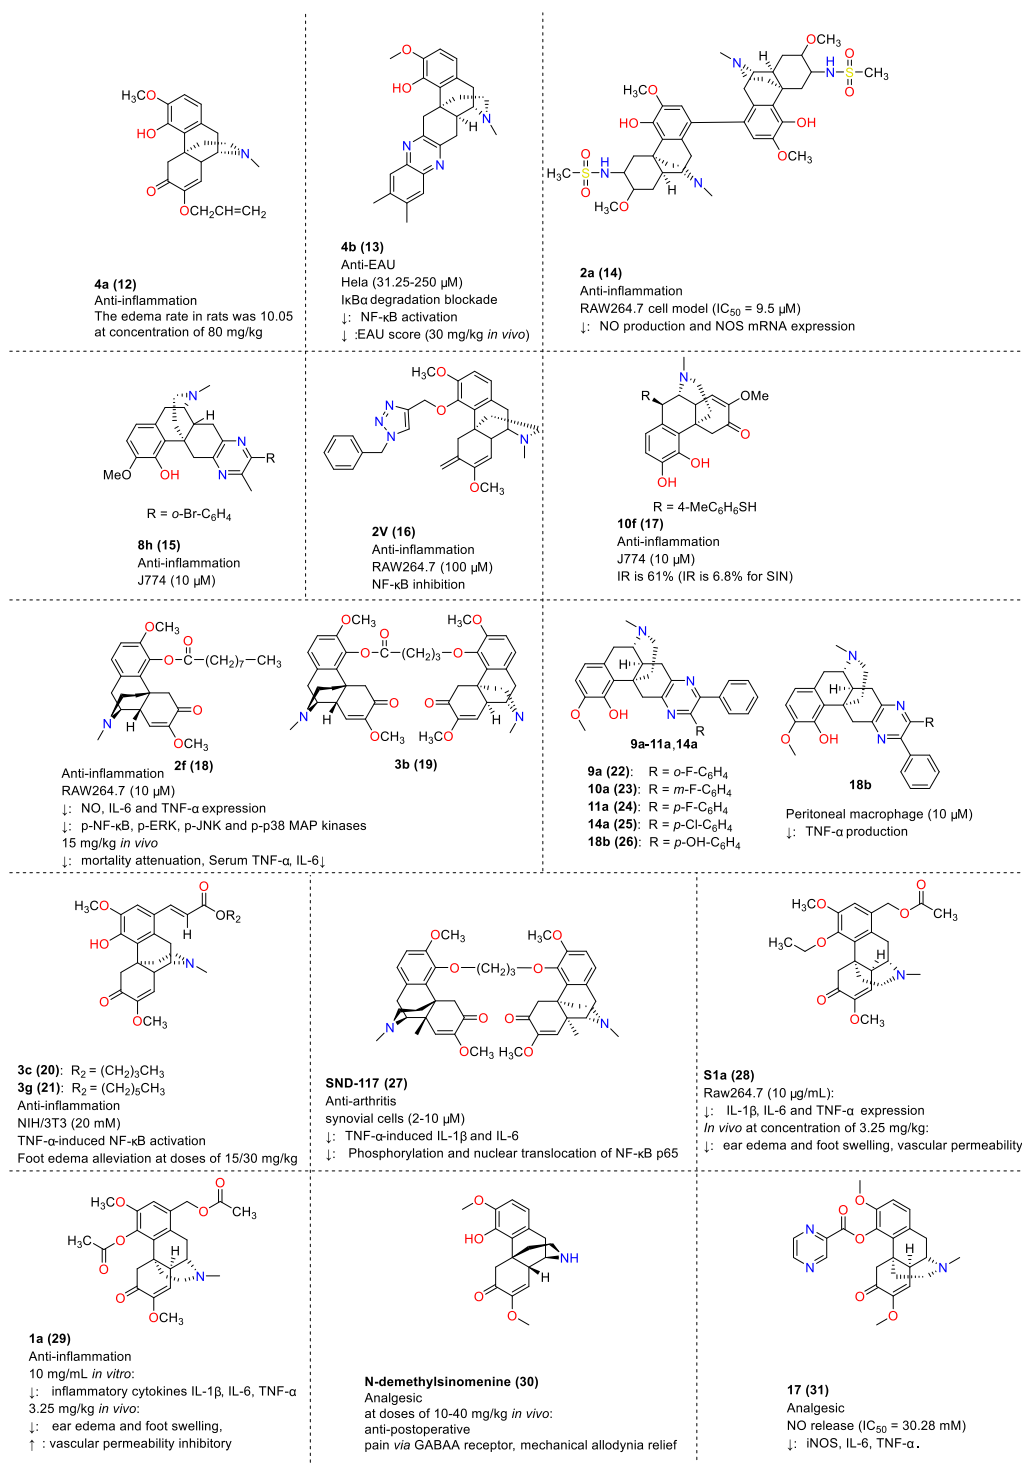 H₃CO
HO
N
O
OCH₂CH=CH₂
4a (12)
Anti-inflammation
The edema rate in rats was 10.05
at concentration of 80 mg/kg
O
HO
N
H
N
N
4b (13)
Anti-EAU
Hela (31.25-250 µM)
IκBα degradation blockade
↓: NF-κB activation
↓ :EAU score (30 mg/kg in vivo)
OCH₃
H
N
H
N
S
O
O
CH₃
H₃CO
HO
OH
OCH₃
O
H
H₃C
S
N
O
N
H
H₃CO
2a (14)
Anti-inflammation
RAW264.7 cell model (IC₅₀ = 9.5 µM)
↓: NO production and NOS mRNA expression
N
H
N
R
MeO
OH
N
R = o-Br-C₆H₄
8h (15)
Anti-inflammation
J774 (10 µM)
H₃CO
N
N
N
O
N
OCH₃
2V (16)
Anti-inflammation
RAW264.7 (100 µM)
NF-κB inhibition
N
R
OMe
O
OH
OH
R = 4-MeC₆H₆SH
10f (17)
Anti-inflammation
J774 (10 µM)
IR is 61% (IR is 6.8% for SIN)
OCH₃
O
O
(CH₂)₇—CH₃
O
N
H
OCH₃
2f (18)
H₃CO
O
O
(CH₂)₃
O
H₃CO
O
O
N
H
OCH₃
H₃CO
H
N
3b (19)
Anti-inflammation
RAW264.7 (10 µM)
↓: NO, IL-6 and TNF-α expression
↓: p-NF-κB, p-ERK, p-JNK and p-p38 MAP kinases
15 mg/kg in vivo
↓: mortality attenuation, Serum TNF-α, IL-6↓
N
H
N
O
OH
N
R
9a-11a,14a
9a (22): R = o-F-C₆H₄
10a (23): R = m-F-C₆H₄
11a (24): R = p-F-C₆H₄
14a (25): R = p-Cl-C₆H₄
18b (26): R = p-OH-C₆H₄
N
H
N
R
O
OH
N
18b
Peritoneal macrophage (10 µM)
↓: TNF-α production
O
H₃CO
OR₂
HO
H
N
O
OCH₃
3c (20): R₂ = (CH₂)₃CH₃
3g (21): R₂ = (CH₂)₅CH₃
Anti-inflammation
NIH/3T3 (20 mM)
TNF-α-induced NF-κB activation
Foot edema alleviation at doses of 15/30 mg/kg
OCH₃
H₃CO
O
(CH₂)₃
O
N
O
O
N
OCH₃
H₃CO
SND-117 (27)
Anti-arthritis
synovial cells (2-10 µM)
↓: TNF-α-induced IL-1β and IL-6
↓: Phosphorylation and nuclear translocation of NF-κB p65
O
H₃CO
O
CH₃
O
H
N
O
OCH₃
S1a (28)
Raw264.7 (10 µg/mL):
↓: IL-1β, IL-6 and TNF-α expression
In vivo at concentration of 3.25 mg/kg:
↓: ear edema and foot swelling, vascular permeability
O
H₃CO
O
CH₃
H₃C
O
O
H
N
O
OCH₃
1a (29)
Anti-inflammation
10 mg/mL in vitro:
↓: inflammatory cytokines IL-1β, IL-6, TNF-α
3.25 mg/kg in vivo:
↓: ear edema and foot swelling,
↑ : vascular permeability inhibitory
O
HO
NH
H
O
O
N-demethylsinomenine (30)
Analgesic
at doses of 10-40 mg/kg in vivo:
anti-postoperative
pain via GABAA receptor, mechanical allodynia relief
O
O
N
O
N
H
N
O
O
17 (31)
Analgesic
NO release (IC₅₀ = 30.28 mM)
↓: iNOS, IL-6, TNF-α.